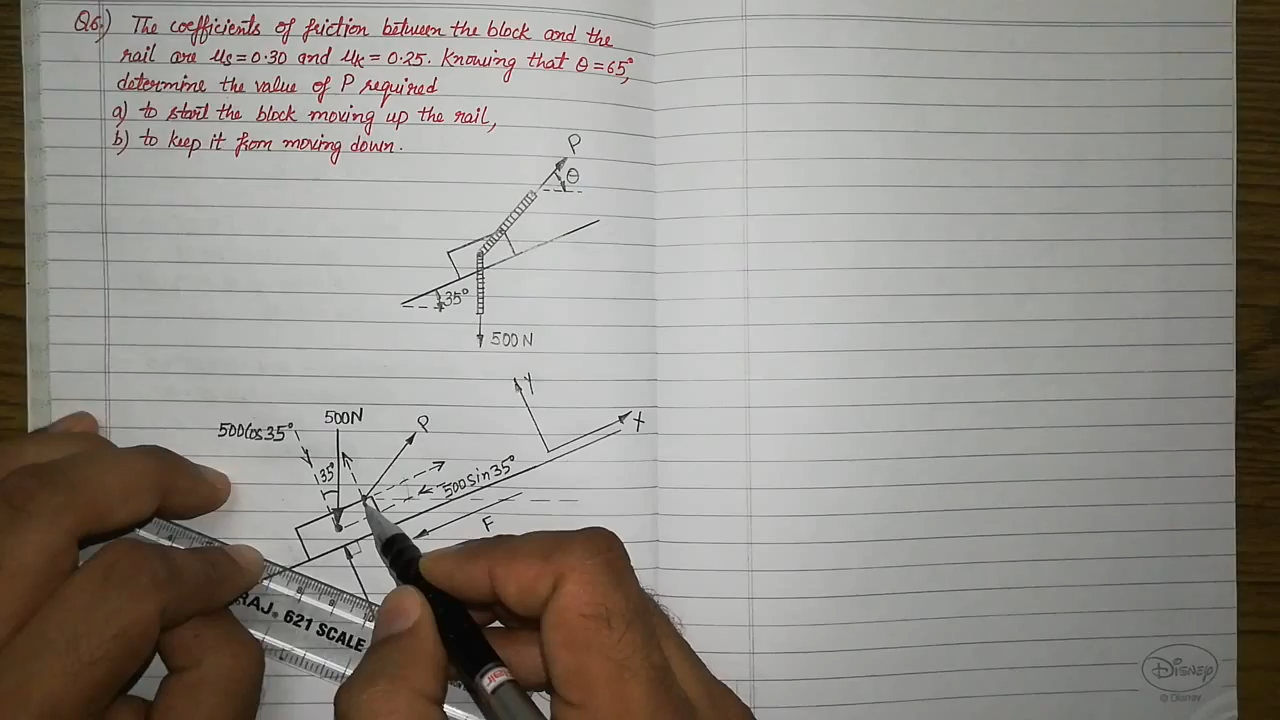 Q6.) The coefficients of friction between the block and the
rail are μs = 0.30 and μk = 0.25. Knowing that θ = 65°,
determine the value of P required
a) to start the block moving up the rail,
b) to keep it from moving down.
P
θ
35°
500N
Y
X
500N
500Cos35°
P
35°
500sin35°
F
RAJ. 621 SCALE
Disney
© Disney